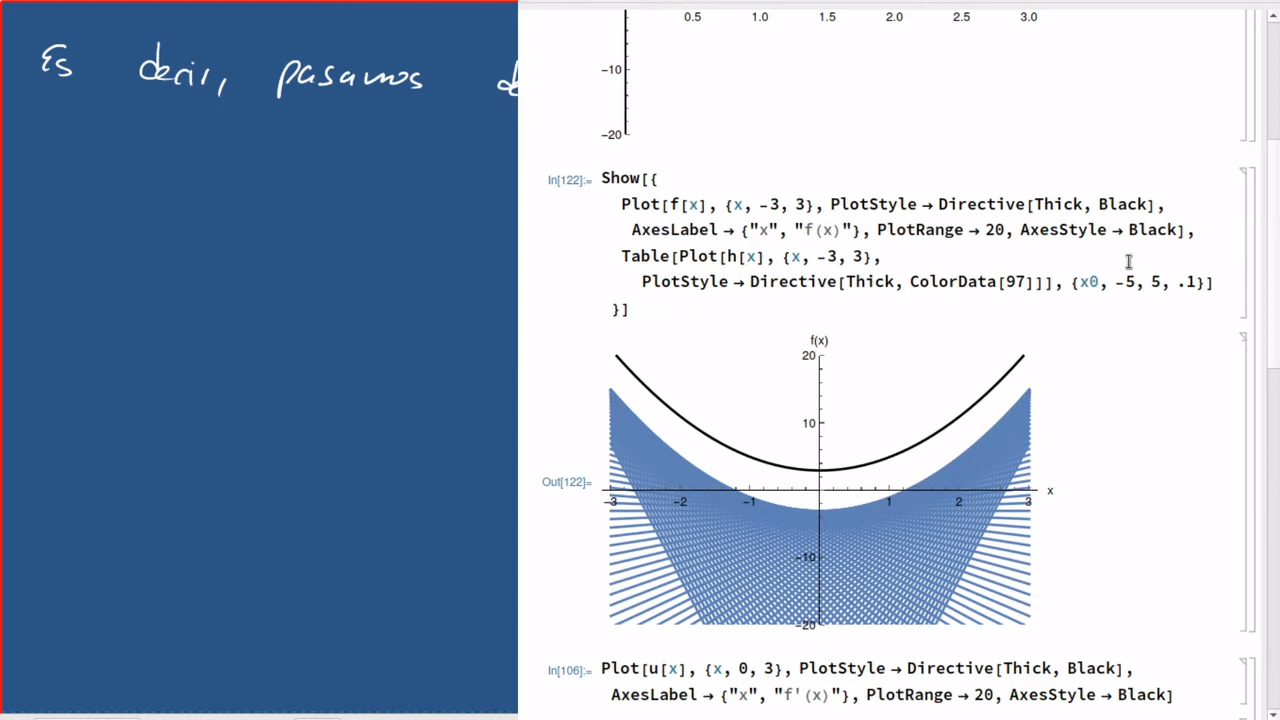 Es decir, pasamos
0.5 1.0 1.5 2.0 2.5 3.0
−10
−20
In[122]:= Show[{
Plot[f[x], {x, -3, 3}, PlotStyle → Directive[Thick, Black],
AxesLabel → {"x", "f(x)"}, PlotRange → 20, AxesStyle → Black],
Table[Plot[h[x], {x, -3, 3},
PlotStyle → Directive[Thick, ColorData[97]]], {x0, -5, 5, .1}]
}]
f(x)
20
10
Out[122]=
−3 −2 −1 1 2 3 x
−10
−20
In[106]:= Plot[u[x], {x, 0, 3}, PlotStyle → Directive[Thick, Black],
AxesLabel → {"x", "f'(x)"}, PlotRange → 20, AxesStyle → Black]